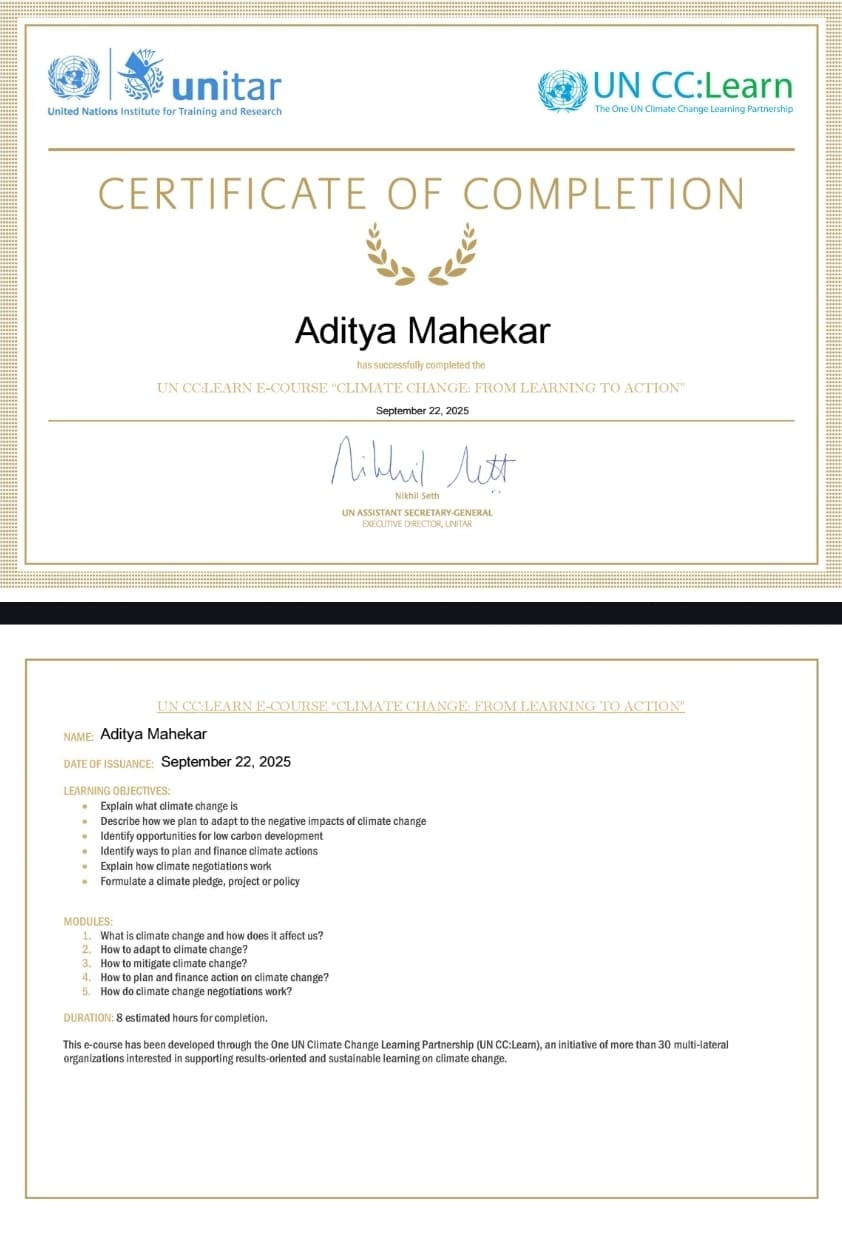 unitar
United Nations Institute for Training and Research
UN CC:Learn
The One UN Climate Change Learning Partnership
CERTIFICATE OF COMPLETION
Aditya Mahekar
has successfully completed the
UN CC:LEARN E-COURSE “CLIMATE CHANGE: FROM LEARNING TO ACTION”
September 22, 2025
Nikhil Seth
Nikhil Seth
UN ASSISTANT SECRETARY-GENERAL
EXECUTIVE DIRECTOR, UNITAR
UN CC:LEARN E-COURSE “CLIMATE CHANGE: FROM LEARNING TO ACTION”
NAME: Aditya Mahekar
DATE OF ISSUANCE: September 22, 2025
LEARNING OBJECTIVES:
• Explain what climate change is
• Describe how we plan to adapt to the negative impacts of climate change
• Identify opportunities for low carbon development
• Identify ways to plan and finance climate actions
• Explain how climate negotiations work
• Formulate a climate pledge, project or policy
MODULES:
1. What is climate change and how does it affect us?
2. How to adapt to climate change?
3. How to mitigate climate change?
4. How to plan and finance action on climate change?
5. How do climate change negotiations work?
DURATION: 8 estimated hours for completion.
This e-course has been developed through the One UN Climate Change Learning Partnership (UN CC:Learn), an initiative of more than 30 multi-lateral
organizations interested in supporting results-oriented and sustainable learning on climate change.